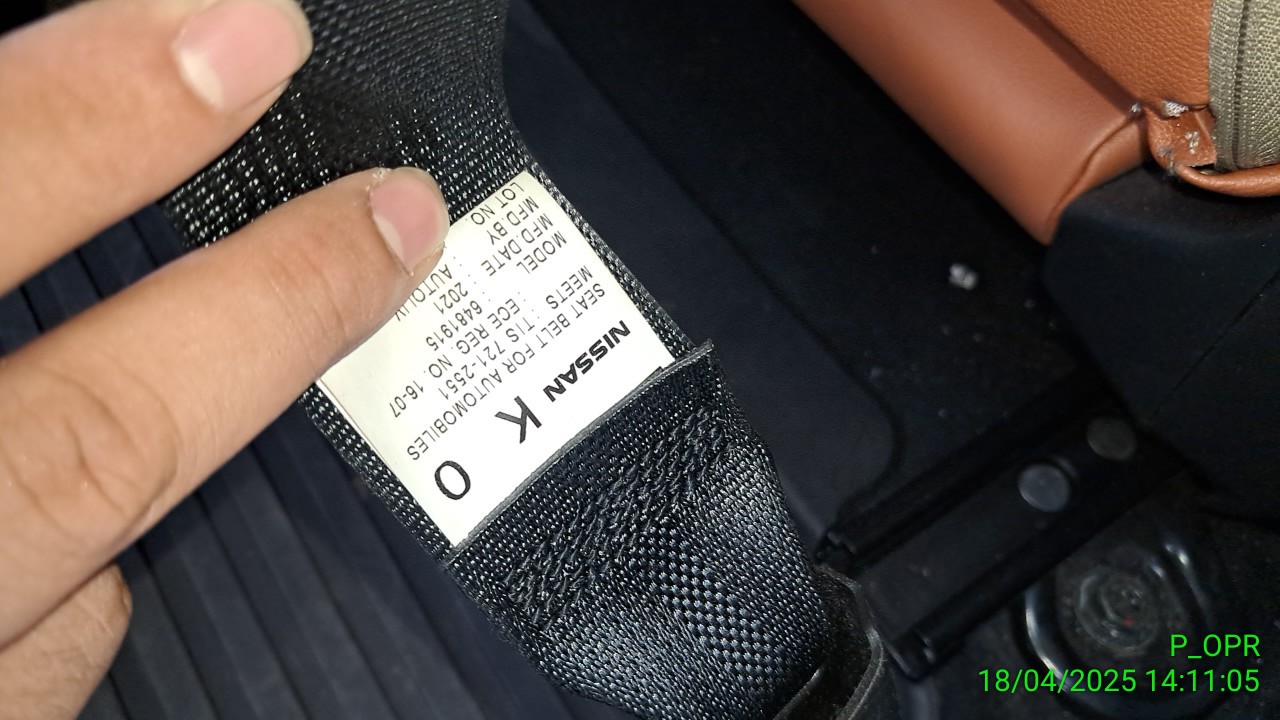 NISSAN K O
SEAT BELT FOR AUTOMOBILES
MEETS : TIS 721-2551
ECE REG. NO. 16-07
MODEL : 6481915
MFD.DATE : 2021
MFD BY : AUTOLIV
LOT NO. :
P_OPR
18/04/2025 14:11:05